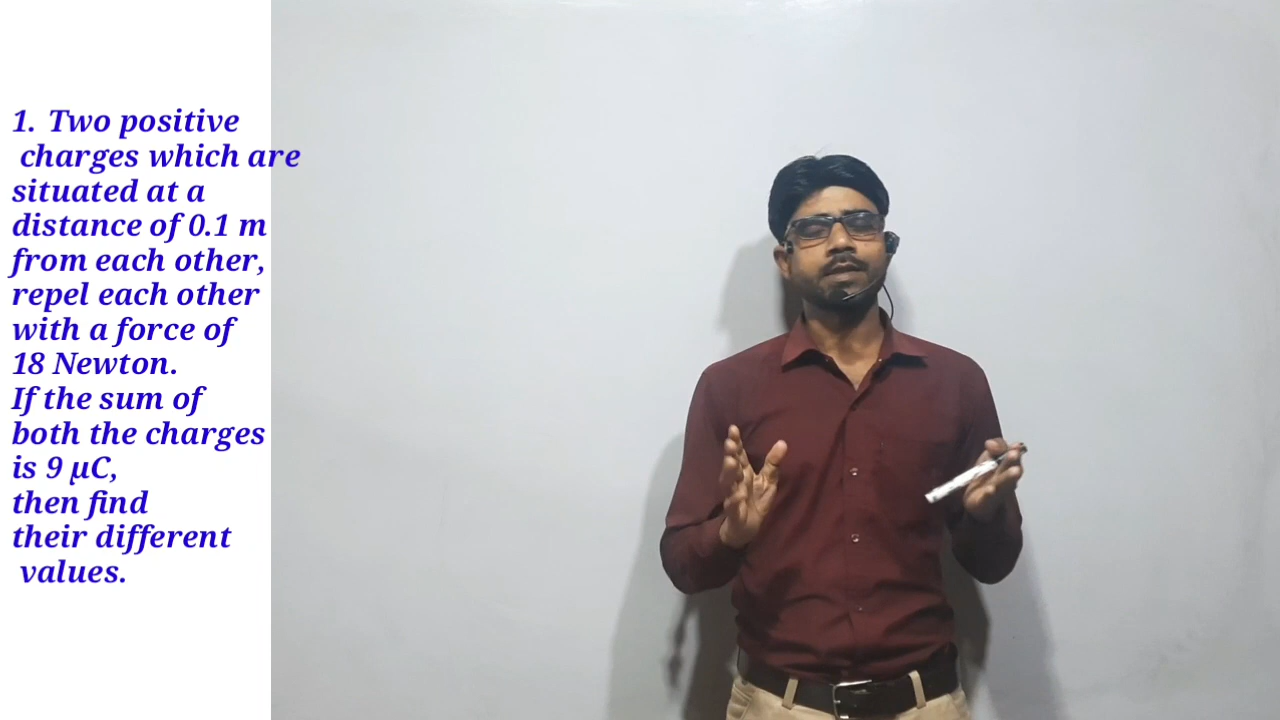 1. Two positive
charges which are
situated at a
distance of 0.1 m
from each other,
repel each other
with a force of
18 Newton.
If the sum of
both the charges
is 9 μC,
then find
their different
values.